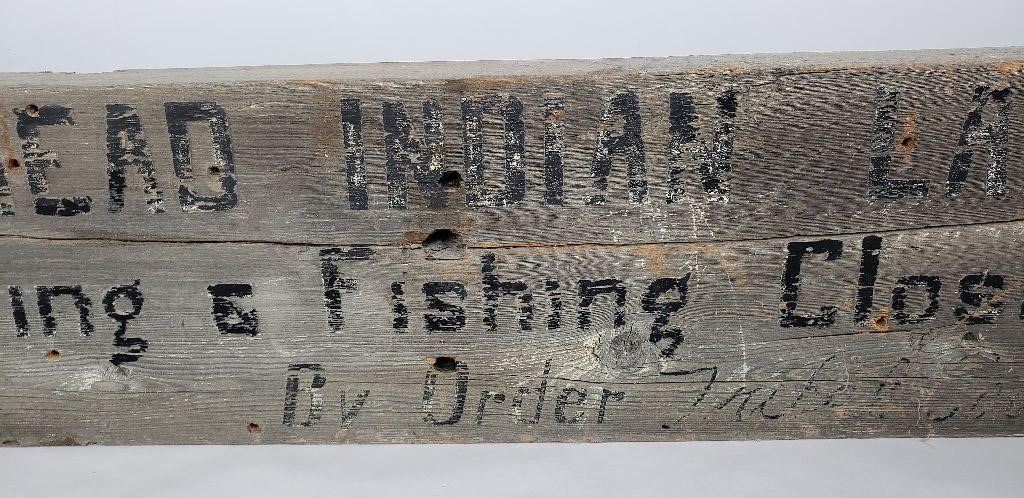 EAD INDIAN LA
ing & Fishing Clos
By Order